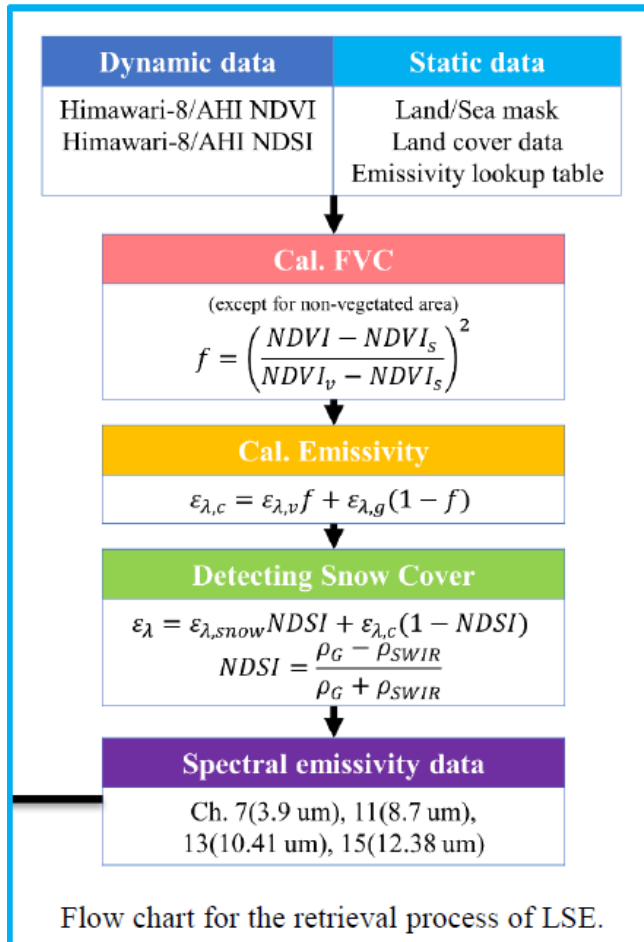 Dynamic data
Static data
Himawari-8/AHI NDVI
Himawari-8/AHI NDSI
Land/Sea mask
Land cover data
Emissivity lookup table
Cal. FVC
(except for non-vegetated area)
f = ((NDVI − NDVI_s) / (NDVI_v − NDVI_s))^2
Cal. Emissivity
ε_λ,c = ε_λ,v f + ε_λ,g (1 − f)
Detecting Snow Cover
ε_λ = ε_λ,snow NDSI + ε_λ,c (1 − NDSI)
NDSI = (ρ_G − ρ_SWIR) / (ρ_G + ρ_SWIR)
Spectral emissivity data
Ch. 7(3.9 um), 11(8.7 um),
13(10.41 um), 15(12.38 um)
Flow chart for the retrieval process of LSE.